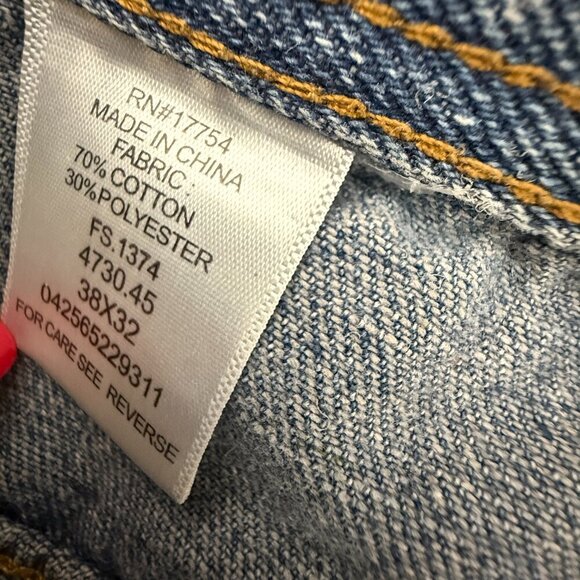 RN#17754
MADE IN CHINA
FABRIC :
70% COTTON
30%POLYESTER
FS.1374
4730.45
38X32
042565229311
FOR CARE SEE REVERSE